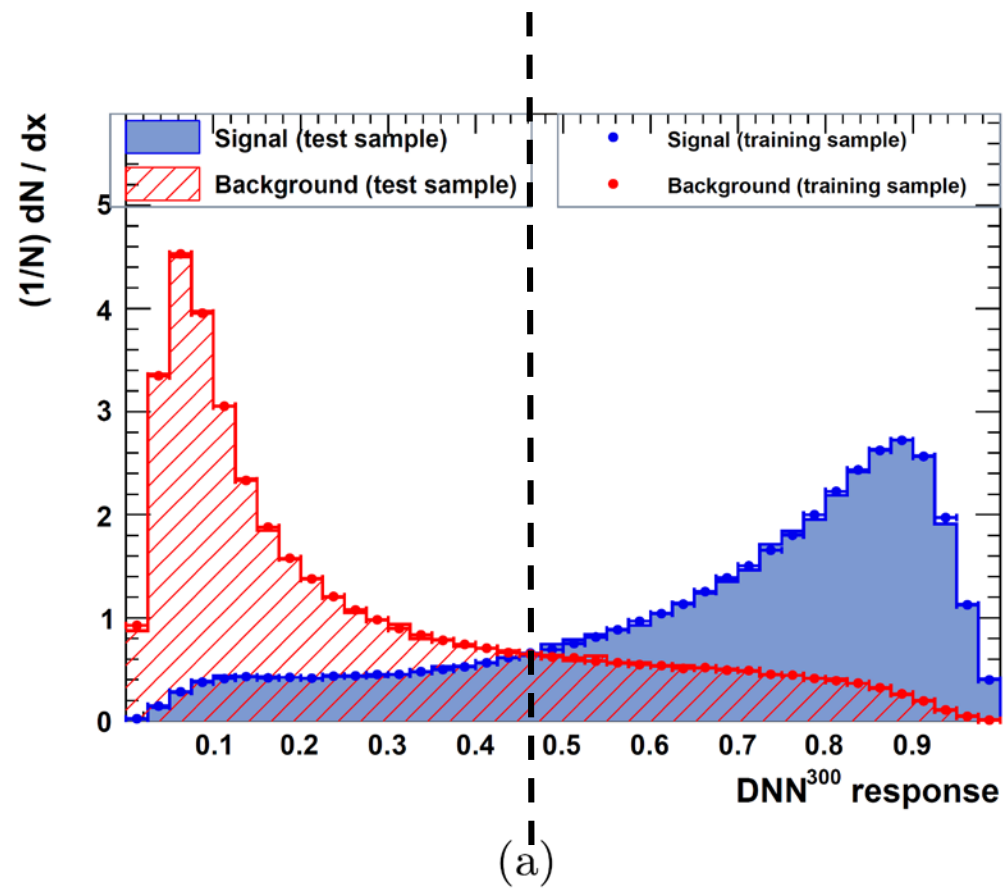 Signal (test sample)
Background (test sample)
Signal (training sample)
Background (training sample)
(1/N) dN / dx
5
4
3
2
1
0
0.1 0.2 0.3 0.4 0.5 0.6 0.7 0.8 0.9
DNN³⁰⁰ response
(a)